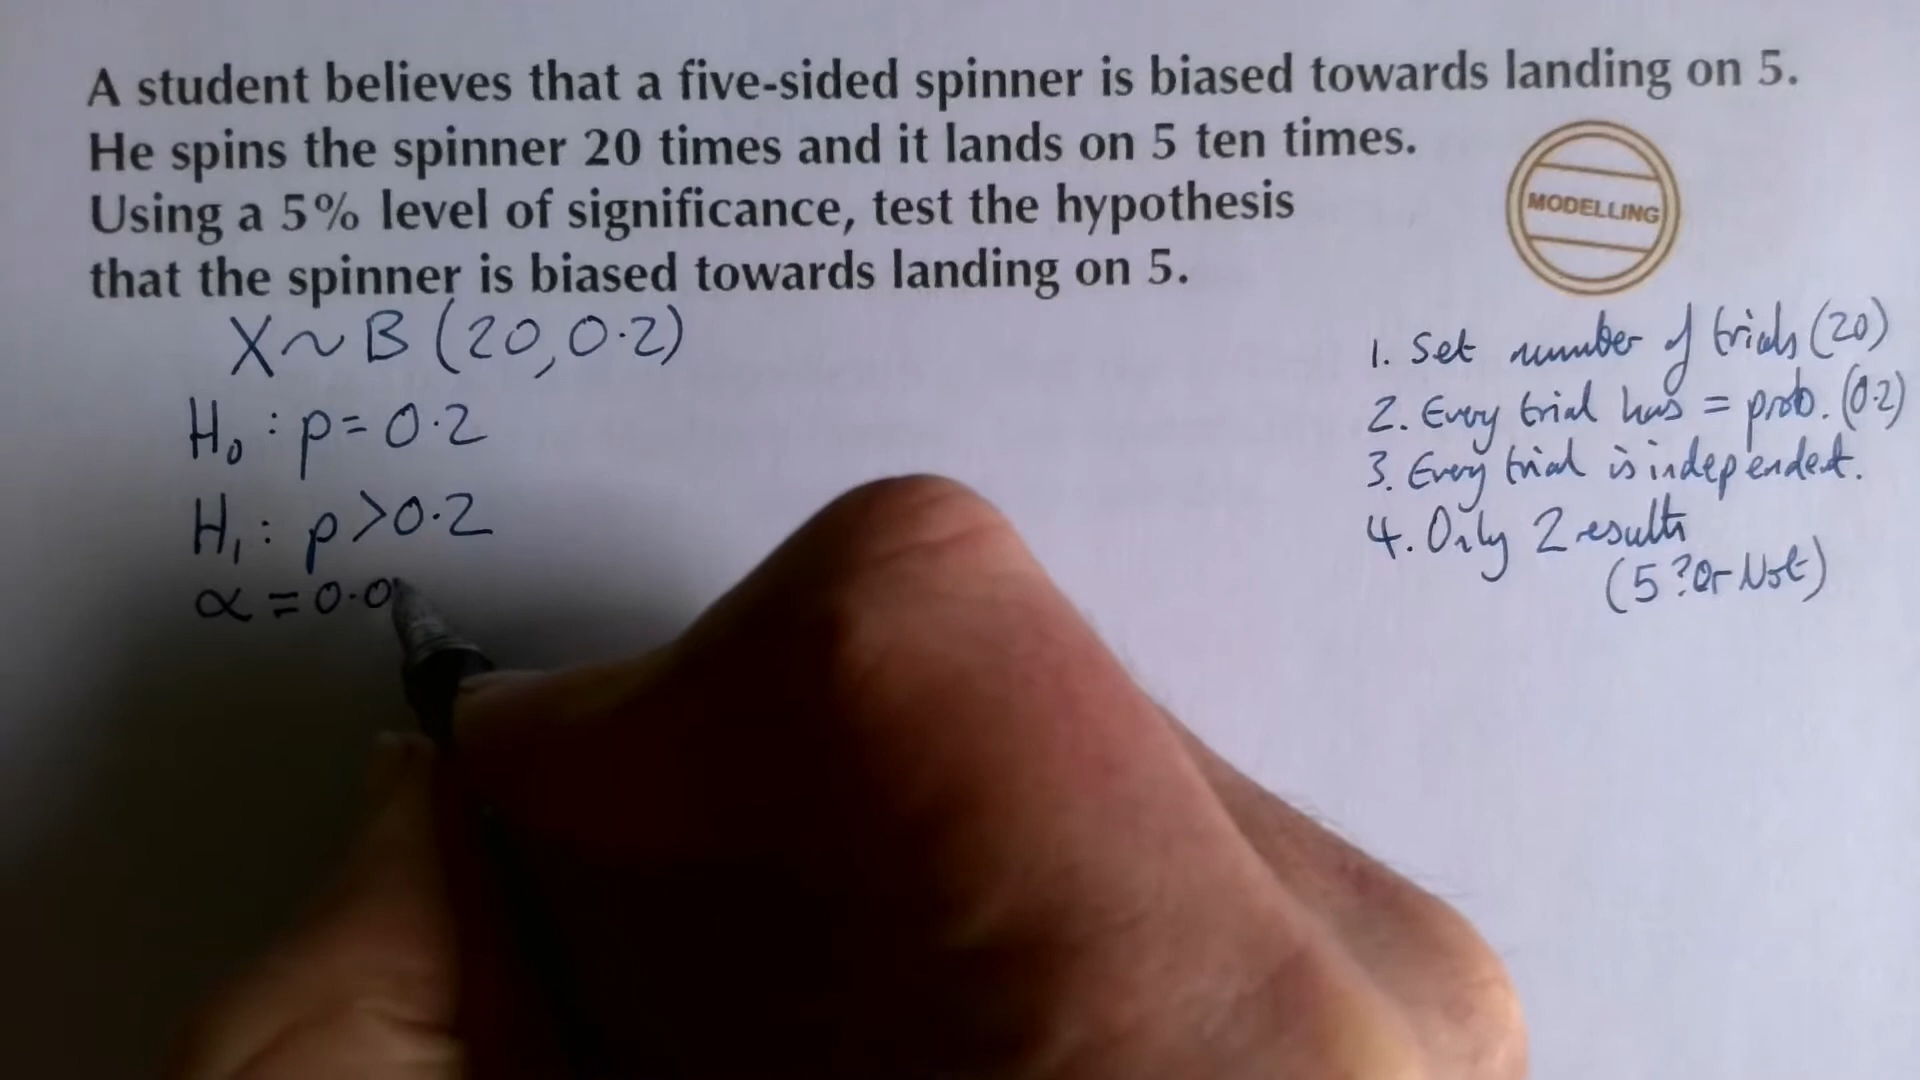 A student believes that a five-sided spinner is biased towards landing on 5.
He spins the spinner 20 times and it lands on 5 ten times.
Using a 5% level of significance, test the hypothesis
that the spinner is biased towards landing on 5.
MODELLING
X~B(20,0.2)
H₀: p=0.2
H₁: p>0.2
α=0.0
1. Set number of trials (20)
2. Every trial has = prob. (0.2)
3. Every trial is independent.
4. Only 2 results
(5? Or Not)